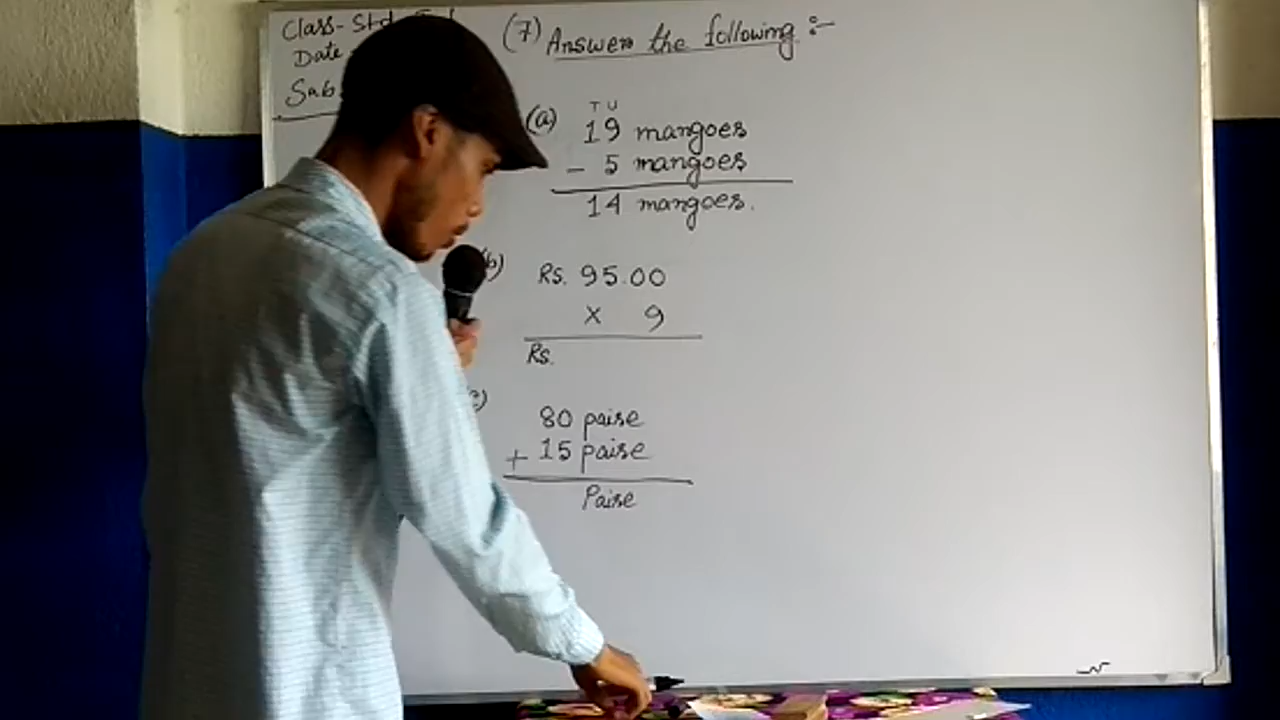 Class- Std.
Date
Sub
(7) Answer the following :-
(a)
T U
19 mangoes
- 5 mangoes
14 mangoes.
(b) Rs. 95.00
x 9
Rs.
(c) 80 paise
+ 15 paise
Paise